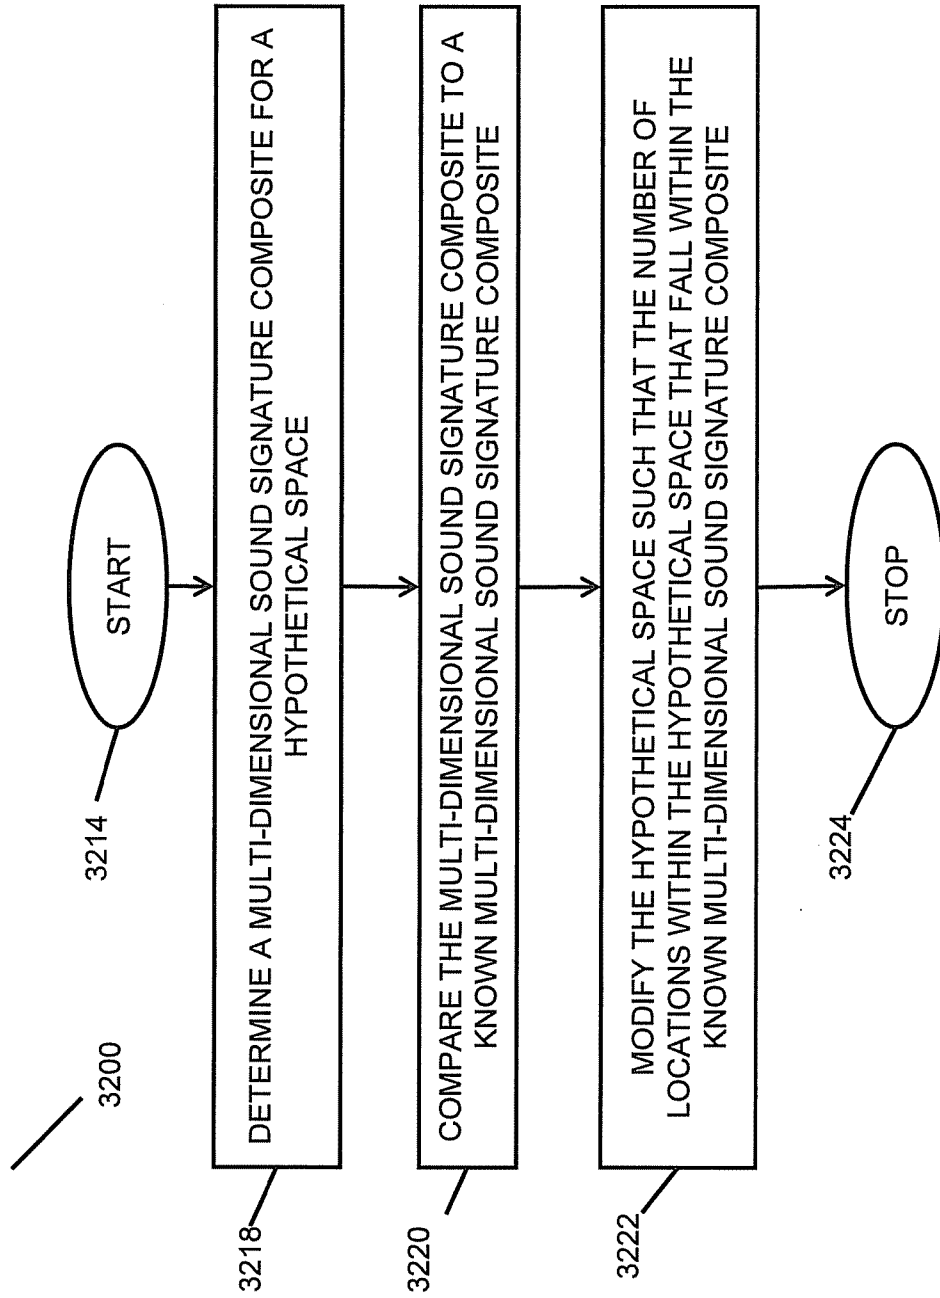 3200
3214
START
3218
DETERMINE A MULTI-DIMENSIONAL SOUND SIGNATURE COMPOSITE FOR A
HYPOTHETICAL SPACE
3220
COMPARE THE MULTI-DIMENSIONAL SOUND SIGNATURE COMPOSITE TO A
KNOWN MULTI-DIMENSIONAL SOUND SIGNATURE COMPOSITE
3222
MODIFY THE HYPOTHETICAL SPACE SUCH THAT THE NUMBER OF
LOCATIONS WITHIN THE HYPOTHETICAL SPACE THAT FALL WITHIN THE
KNOWN MULTI-DIMENSIONAL SOUND SIGNATURE COMPOSITE
3224
STOP